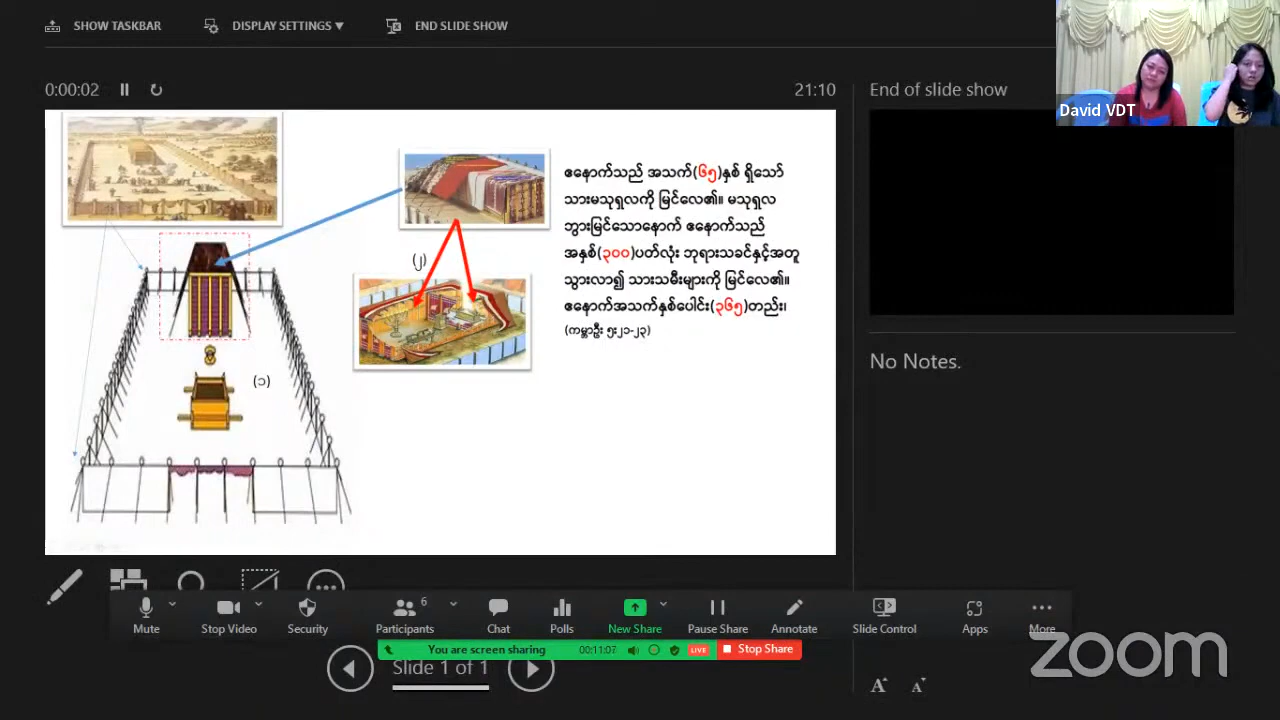 SHOW TASKBAR
DISPLAY SETTINGS ▼
END SLIDE SHOW
0:00:02
21:10
End of slide show
David VDT
ဧနောက်သည် အသက်(၆၅)နှစ် ရှိသော်
သားမသုရှလကို မြင်လေ၏။ မသုရှလ
ဘွားမြင်သောနောက် ဧနောက်သည်
အနှစ်(၃၀၀)ပတ်လုံး ဘုရားသခင်နှင့်အတူ
သွားလာ၍ သားသမီးများကို မြင်လေ၏။
ဧနောက်အသက်နှစ်ပေါင်း(၃၆၅)တည်း၊
(ကမ္ဘာဦး ၅း၂၁-၂၃)
(၂)
(၁)
No Notes.
Mute
Stop Video
Security
Participants
6
Chat
Polls
New Share
Pause Share
Annotate
Slide Control
Apps
More
You are screen sharing
00:11:07
LIVE
Stop Share
Slide 1 of 1
zoom
A
A